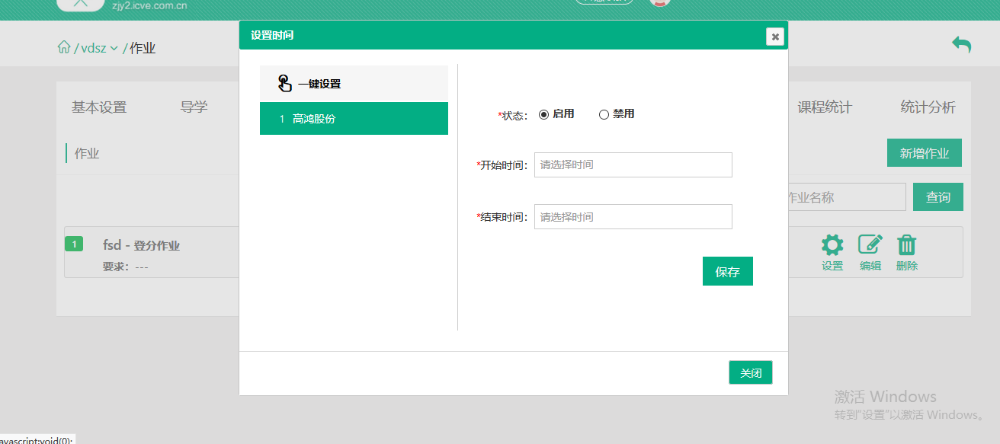 zjy2.icve.com.cn
/ vdsz / 作业
设置时间
基本设置 导学 课程统计 统计分析
一键设置
1 高鸿股份
*状态： 启用 禁用
作业
新增作业
*开始时间： 请选择时间
作业名称 查询
*结束时间： 请选择时间
1 fsd - 登分作业
要求：---
设置 编辑 删除
保存
关闭
激活 Windows
转到"设置"以激活 Windows。
avascript:void(0);